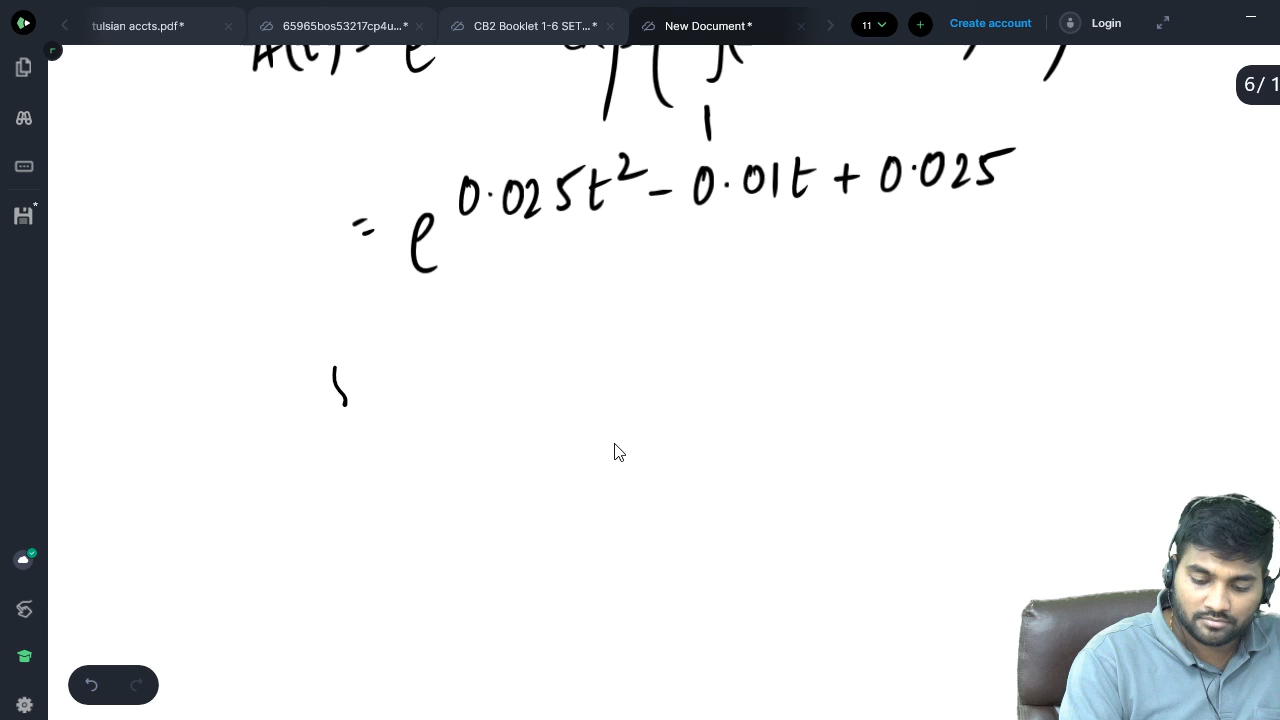 tulsian accts.pdf*
65965bos53217cp4u...*
CB2 Booklet 1-6 SET...*
New Document*
11
Create account
Login
6/ 1
A(t) = e
= e^0.025t² - 0.01t + 0.025